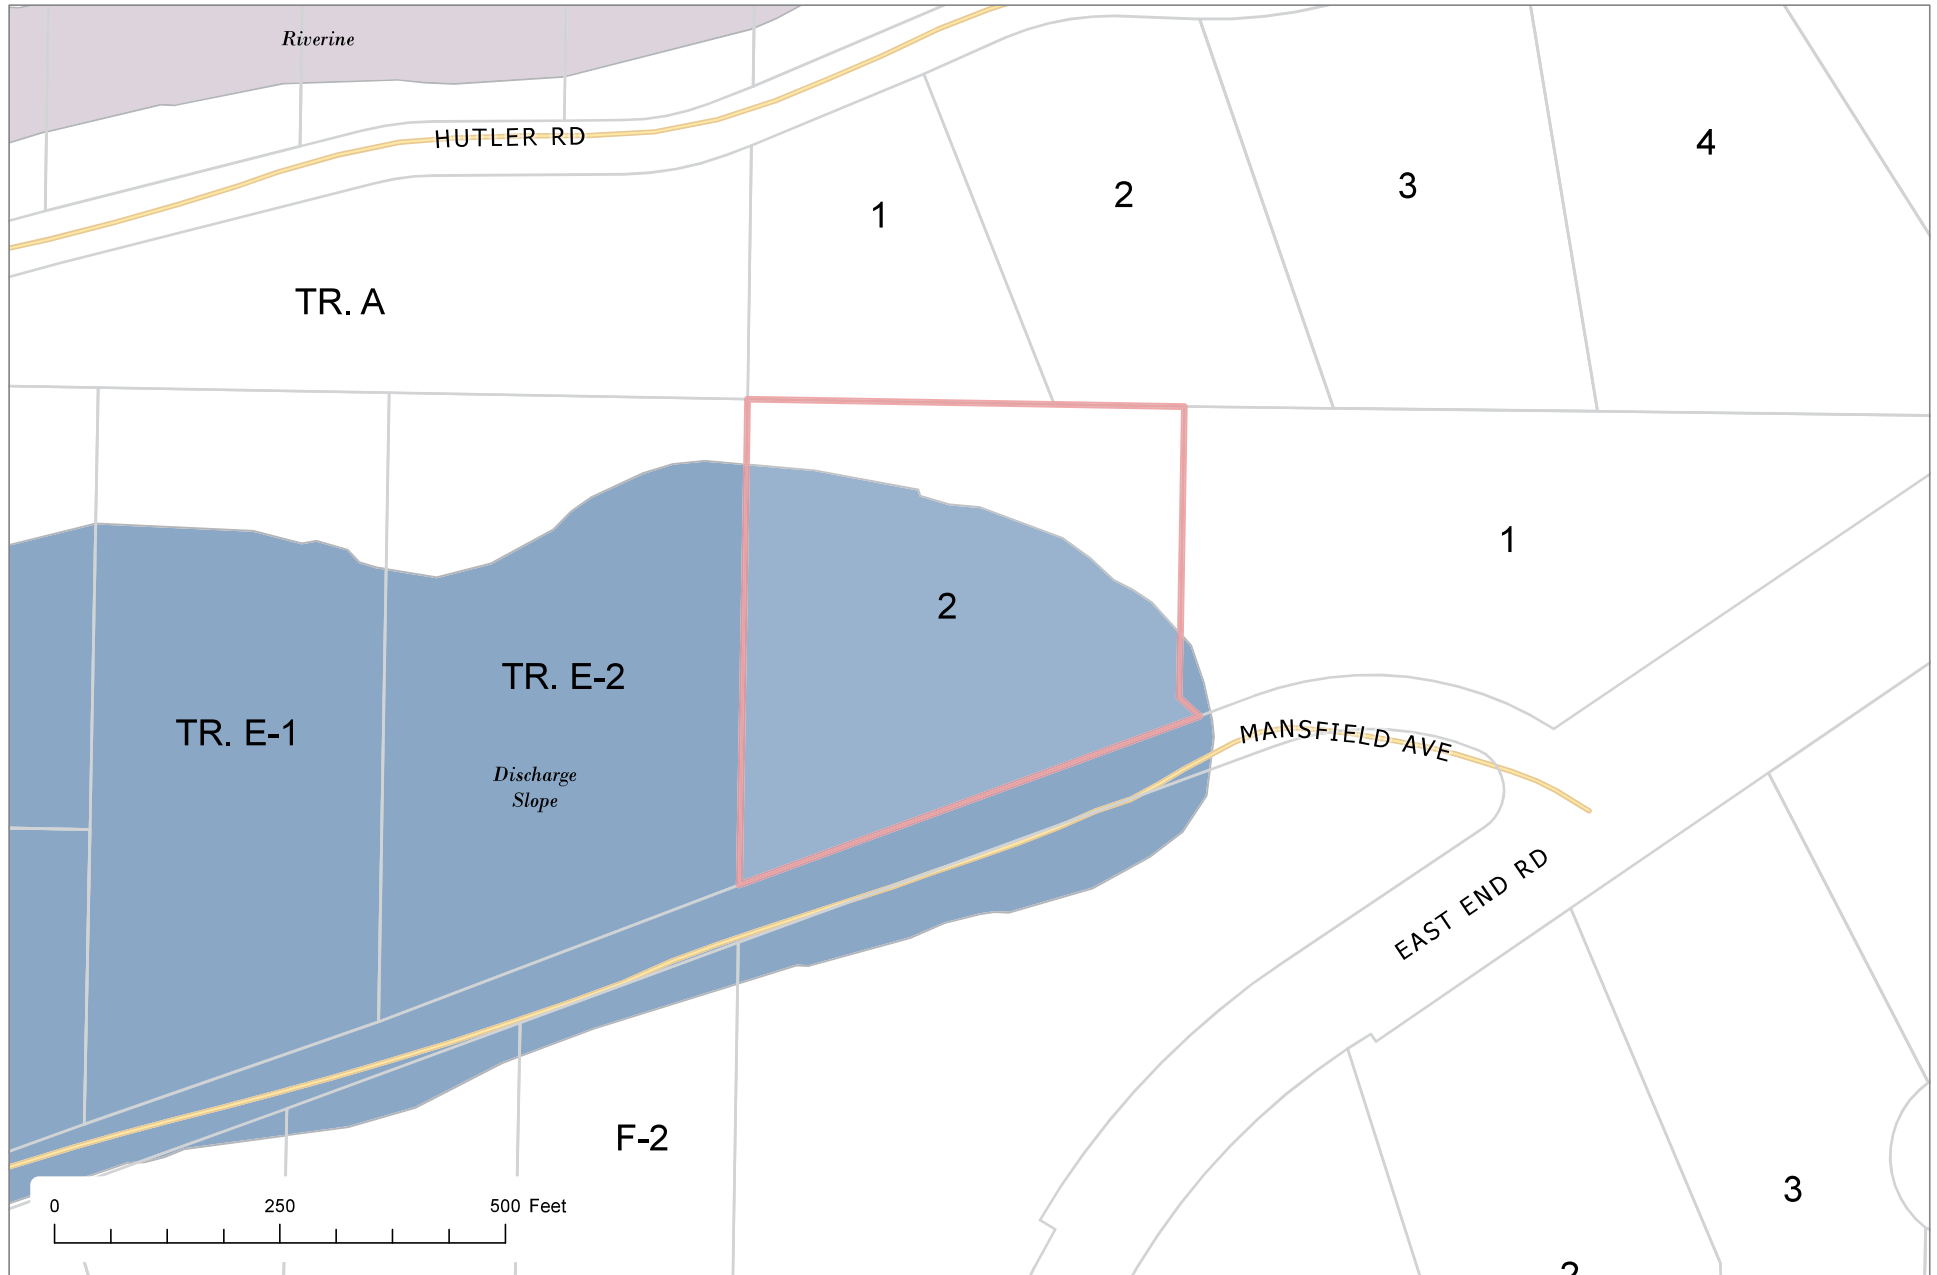 Riverine
HUTLER RD
4
3
2
1
TR. A
1
2
TR. E-2
TR. E-1
MANSFIELD AVE
Discharge
Slope
EAST END RD
F-2
3
0 250 500 Feet
2